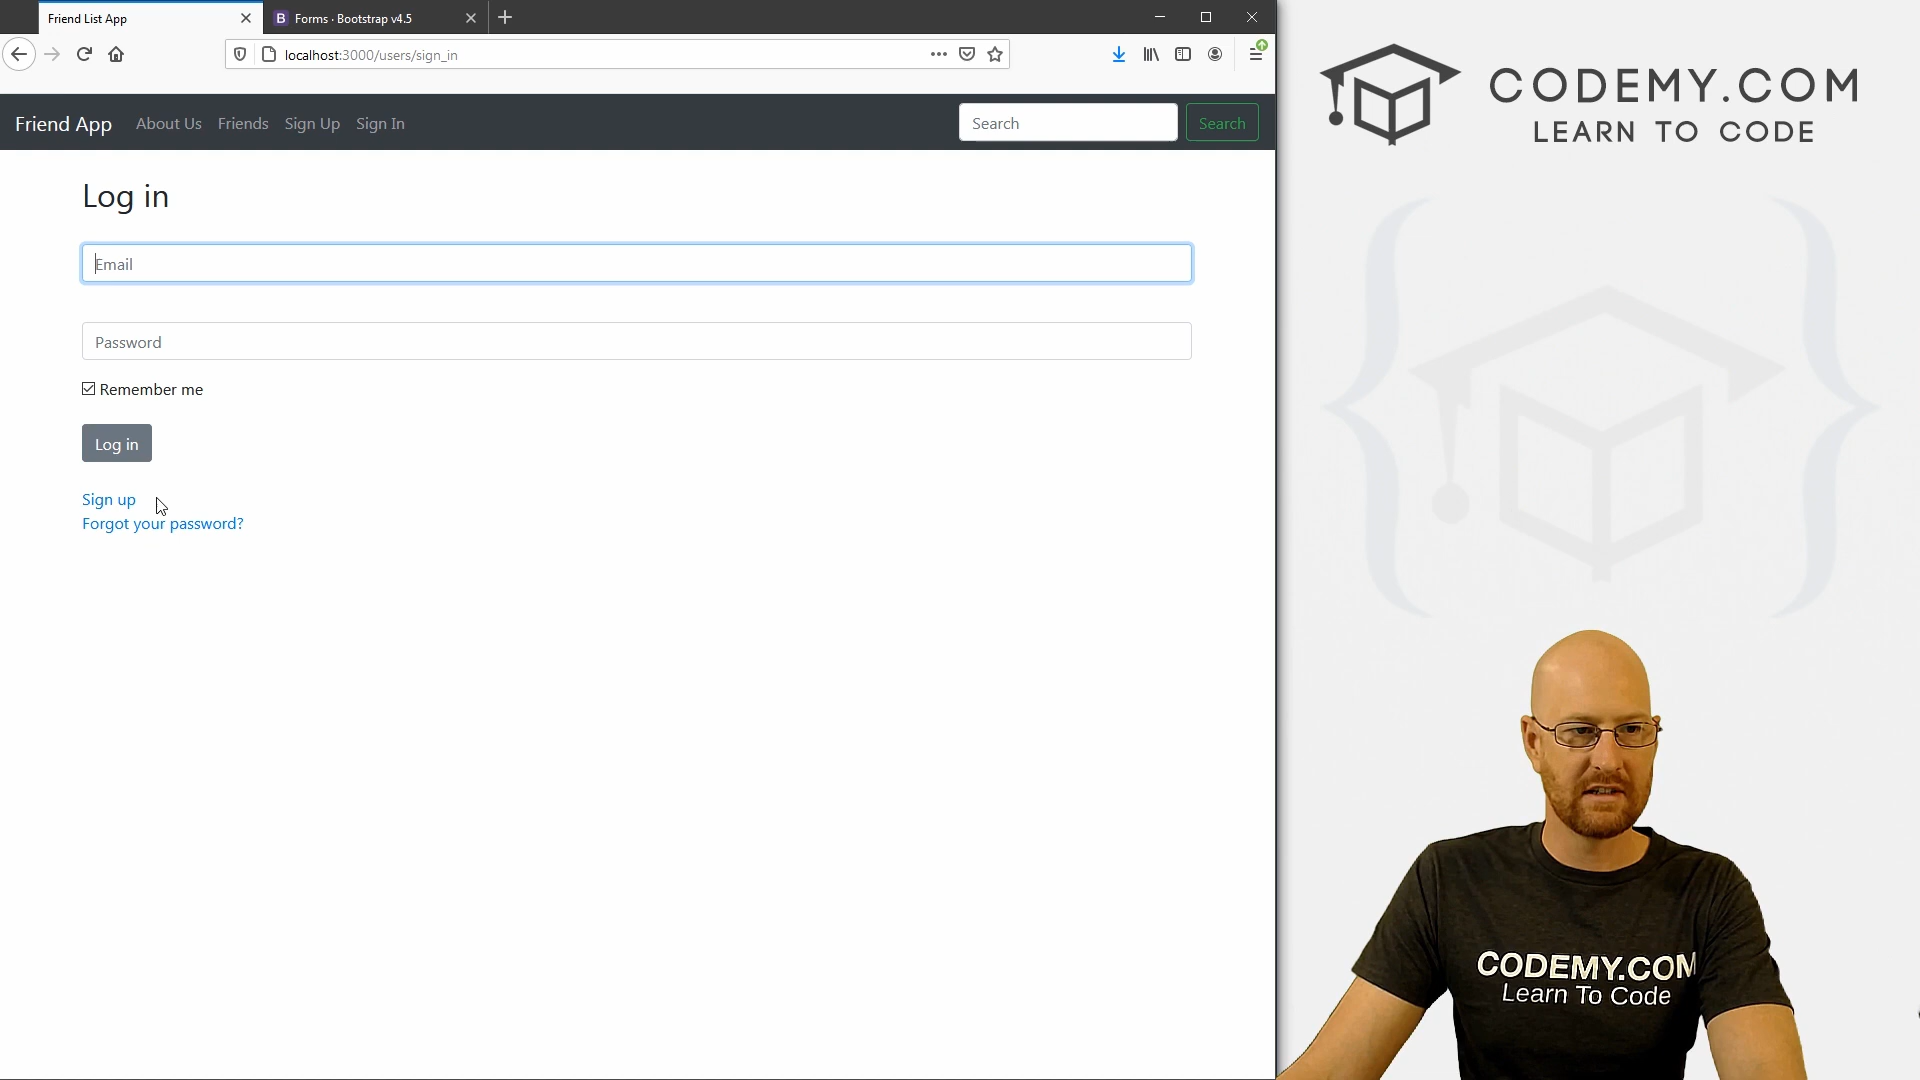 Friend List App
Forms · Bootstrap v4.5
localhost:3000/users/sign_in
Friend App
About Us
Friends
Sign Up
Sign In
Search
Search
Log in
Email
Password
Remember me
Log in
Sign up
Forgot your password?
CODEMY.COM
LEARN TO CODE
CODEMY.COM
Learn To Code